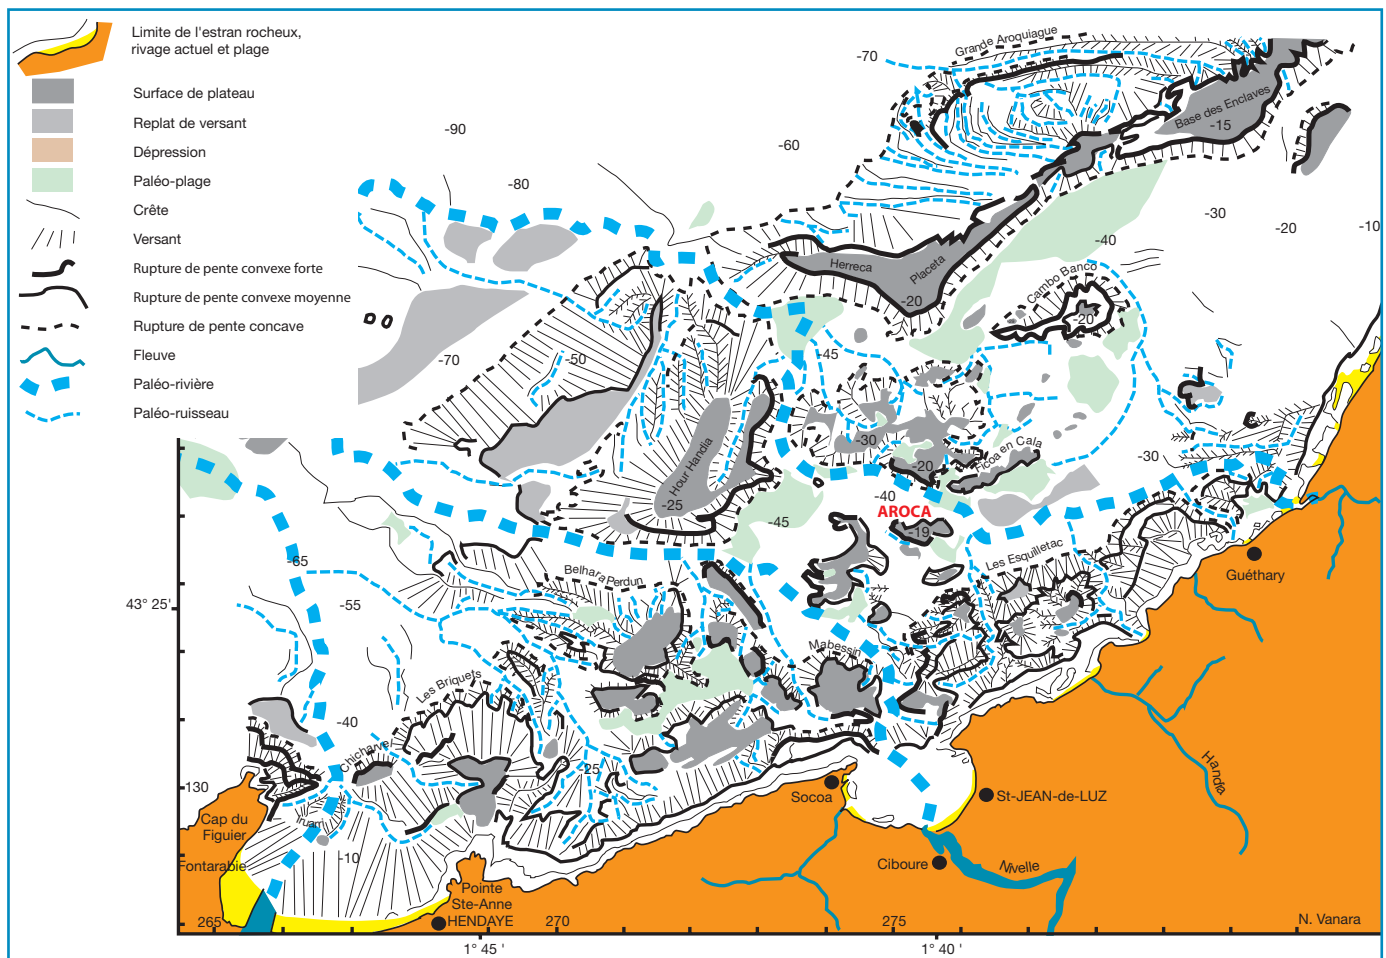 Limite de l'estran rocheux,
rivage actuel et plage
Surface de plateau
Replat de versant
Dépression
Paléo-plage
Crête
Versant
Rupture de pente convexe forte
Rupture de pente convexe moyenne
Rupture de pente concave
Fleuve
Paléo-rivière
Paléo-ruisseau
Grande Aroquiague
-70
Base des Enclaves
-15
-90
-60
-80
-30
-20
-10
-40
Herreca
Placeta
-20
Cambo Banco
-20
-70
-50
-45
Hour Handia
-25
-30
-20
Picoa en Cala
-30
-40
AROCA
-19
-45
Les Esquilletac
Belhara Perdun
-65
-55
43° 25'
Guéthary
Mabessin
Les Briquets
-40
Chicharvel
-25
130
Socoa
St-JEAN-de-LUZ
Handia
Cap du
Figuier
Iruarri
-10
Fontarabie
Ciboure
Nivelle
Pointe
Ste-Anne
HENDAYE
265
270
275
N. Vanara
1° 45 '
1° 40 '